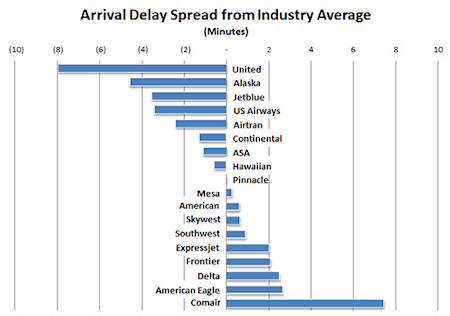 Arrival Delay Spread from Industry Average
(Minutes)
(10) (8) (6) (4) (2) - 2 4 6 8 10
United
Alaska
Jetblue
US Airways
Airtran
Continental
ASA
Hawaiian
Pinnacle
Mesa
American
Skywest
Southwest
Expressjet
Frontier
Delta
American Eagle
Comair